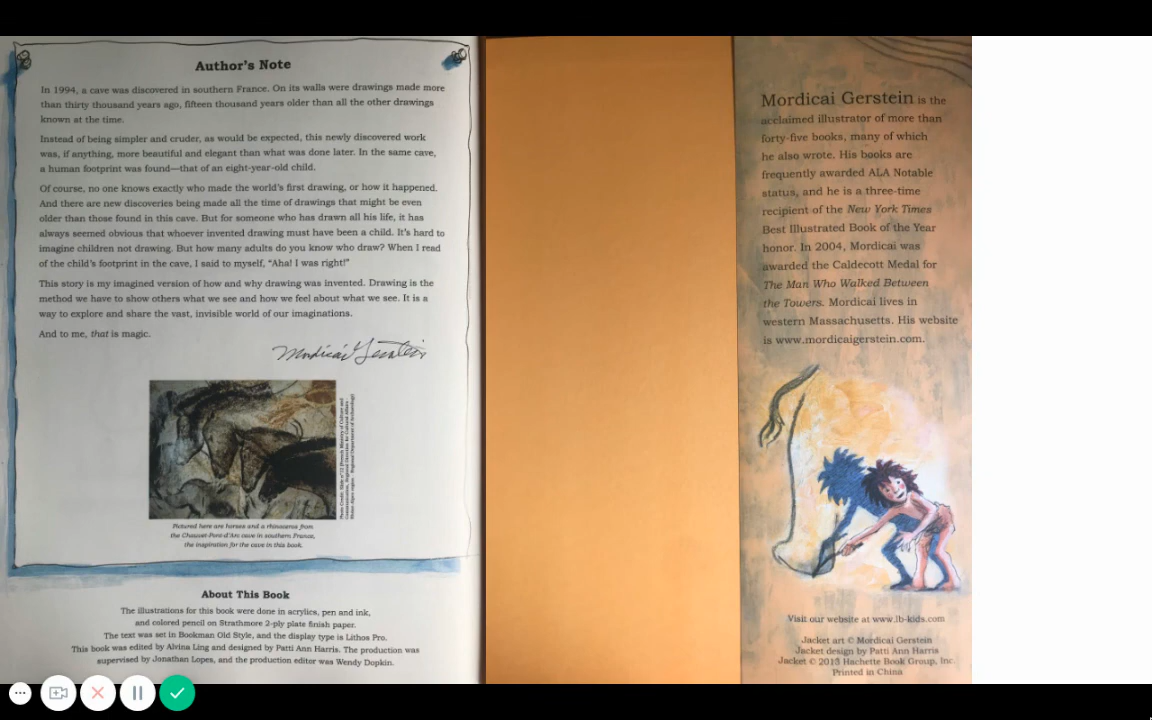 Author's Note
In 1994, a cave was discovered in southern France. On its walls were drawings made more
than thirty thousand years ago, fifteen thousand years older than all the other drawings
known at the time.
Instead of being simpler and cruder, as would be expected, this newly discovered work
was, if anything, more beautiful and elegant than what was done later. In the same cave,
a human footprint was found—that of an eight-year-old child.
Of course, no one knows exactly who made the world's first drawing, or how it happened.
And there are new discoveries being made all the time of drawings that might be even
older than those found in this cave. But for someone who has drawn all his life, it has
always seemed obvious that whoever invented drawing must have been a child. It's hard to
imagine children not drawing. But how many adults do you know who draw? When I read
of the child's footprint in the cave, I said to myself, "Aha! I was right!"
This story is my imagined version of how and why drawing was invented. Drawing is the
method we have to show others what we see and how we feel about what we see. It is a
way to explore and share the vast, invisible world of our imaginations.
And to me, that is magic.
Mordicai Gerstein
Pictured here are horses and a rhinoceros from
the Chauvet-Pont-d'Arc cave in southern France,
the inspiration for the cave in this book.
About This Book
The illustrations for this book were done in acrylics, pen and ink,
and colored pencil on Strathmore 2-ply plate finish paper.
The text was set in Bookman Old Style, and the display type is Lithos Pro.
This book was edited by Alvina Ling and designed by Patti Ann Harris. The production was
supervised by Jonathan Lopes, and the production editor was Wendy Dopkin.
Mordicai Gerstein is the
acclaimed illustrator of more than
forty-five books, many of which
he also wrote. His books are
frequently awarded ALA Notable
status, and he is a three-time
recipient of the New York Times
Best Illustrated Book of the Year
honor. In 2004, Mordicai was
awarded the Caldecott Medal for
The Man Who Walked Between
the Towers. Mordicai lives in
western Massachusetts. His website
is www.mordicaigerstein.com.
Visit our website at www.lb-kids.com
Jacket art © Mordicai Gerstein
Jacket design by Patti Ann Harris
Jacket © 2013 Hachette Book Group, Inc.
Printed in China